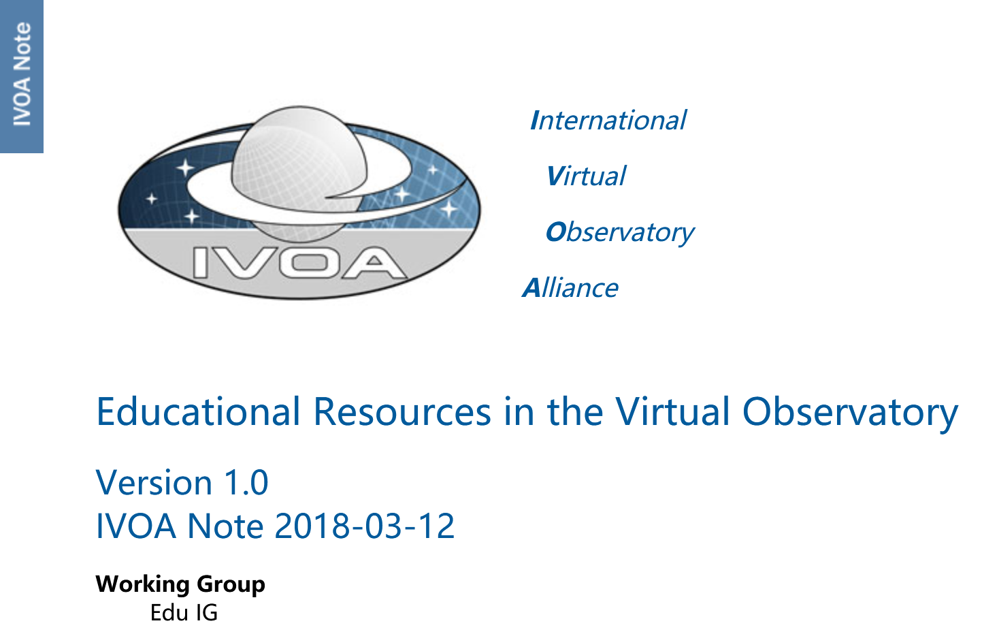 IVOA Note
IVOA
International
Virtual
Observatory
Alliance
Educational Resources in the Virtual Observatory
Version 1.0
IVOA Note 2018-03-12
Working Group
Edu IG